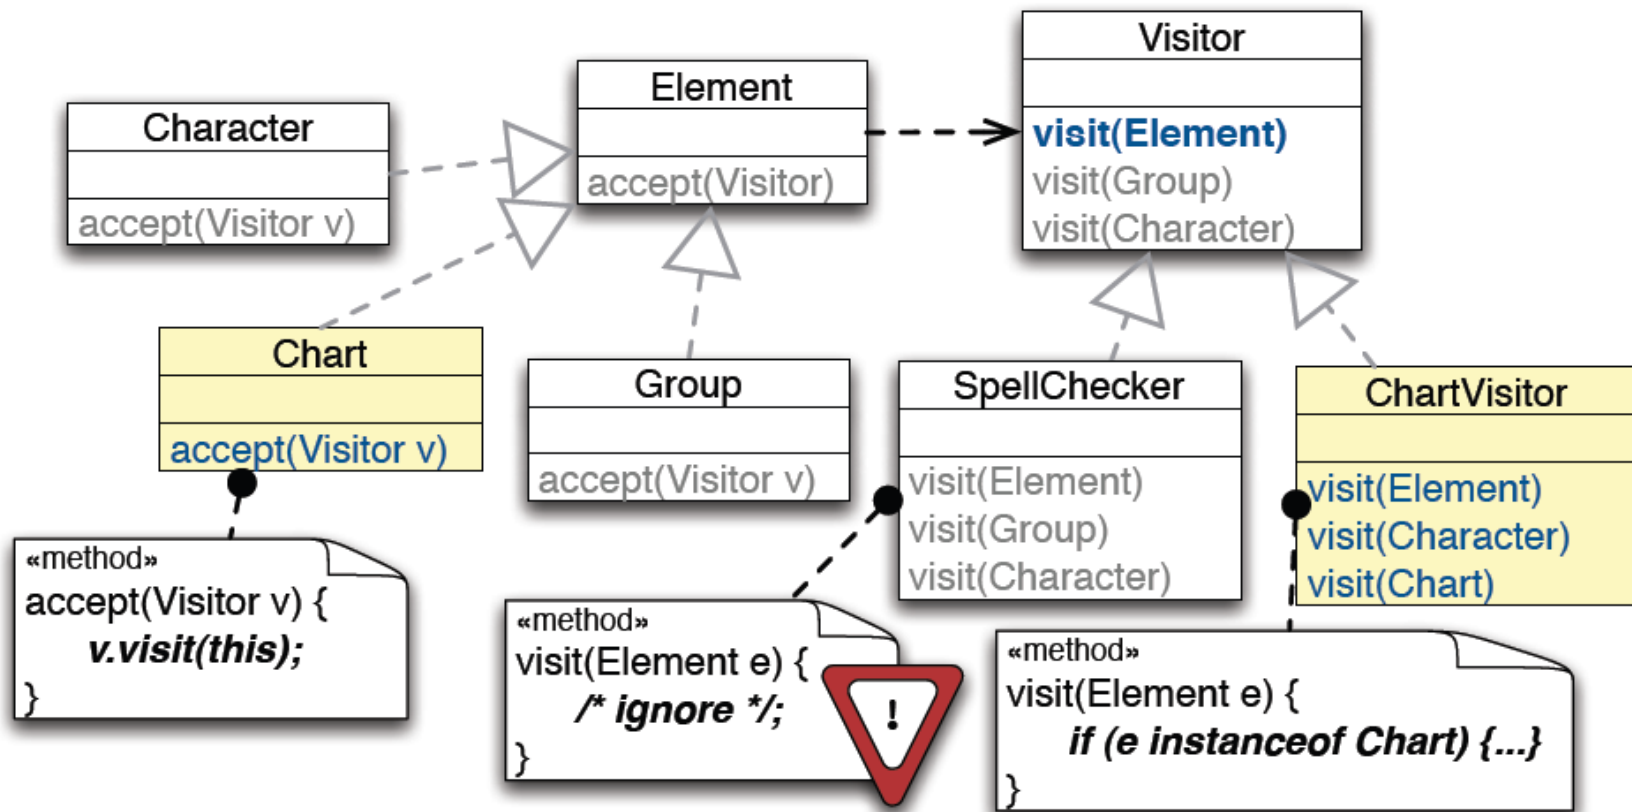 Character
accept(Visitor v)
Element
accept(Visitor)
Visitor
visit(Element)
visit(Group)
visit(Character)
Chart
accept(Visitor v)
Group
accept(Visitor v)
SpellChecker
visit(Element)
visit(Group)
visit(Character)
ChartVisitor
visit(Element)
visit(Character)
visit(Chart)
«method»
accept(Visitor v) {
v.visit(this);
}
«method»
visit(Element e) {
/* ignore */;
}
!
«method»
visit(Element e) {
if (e instanceof Chart) {...}
}